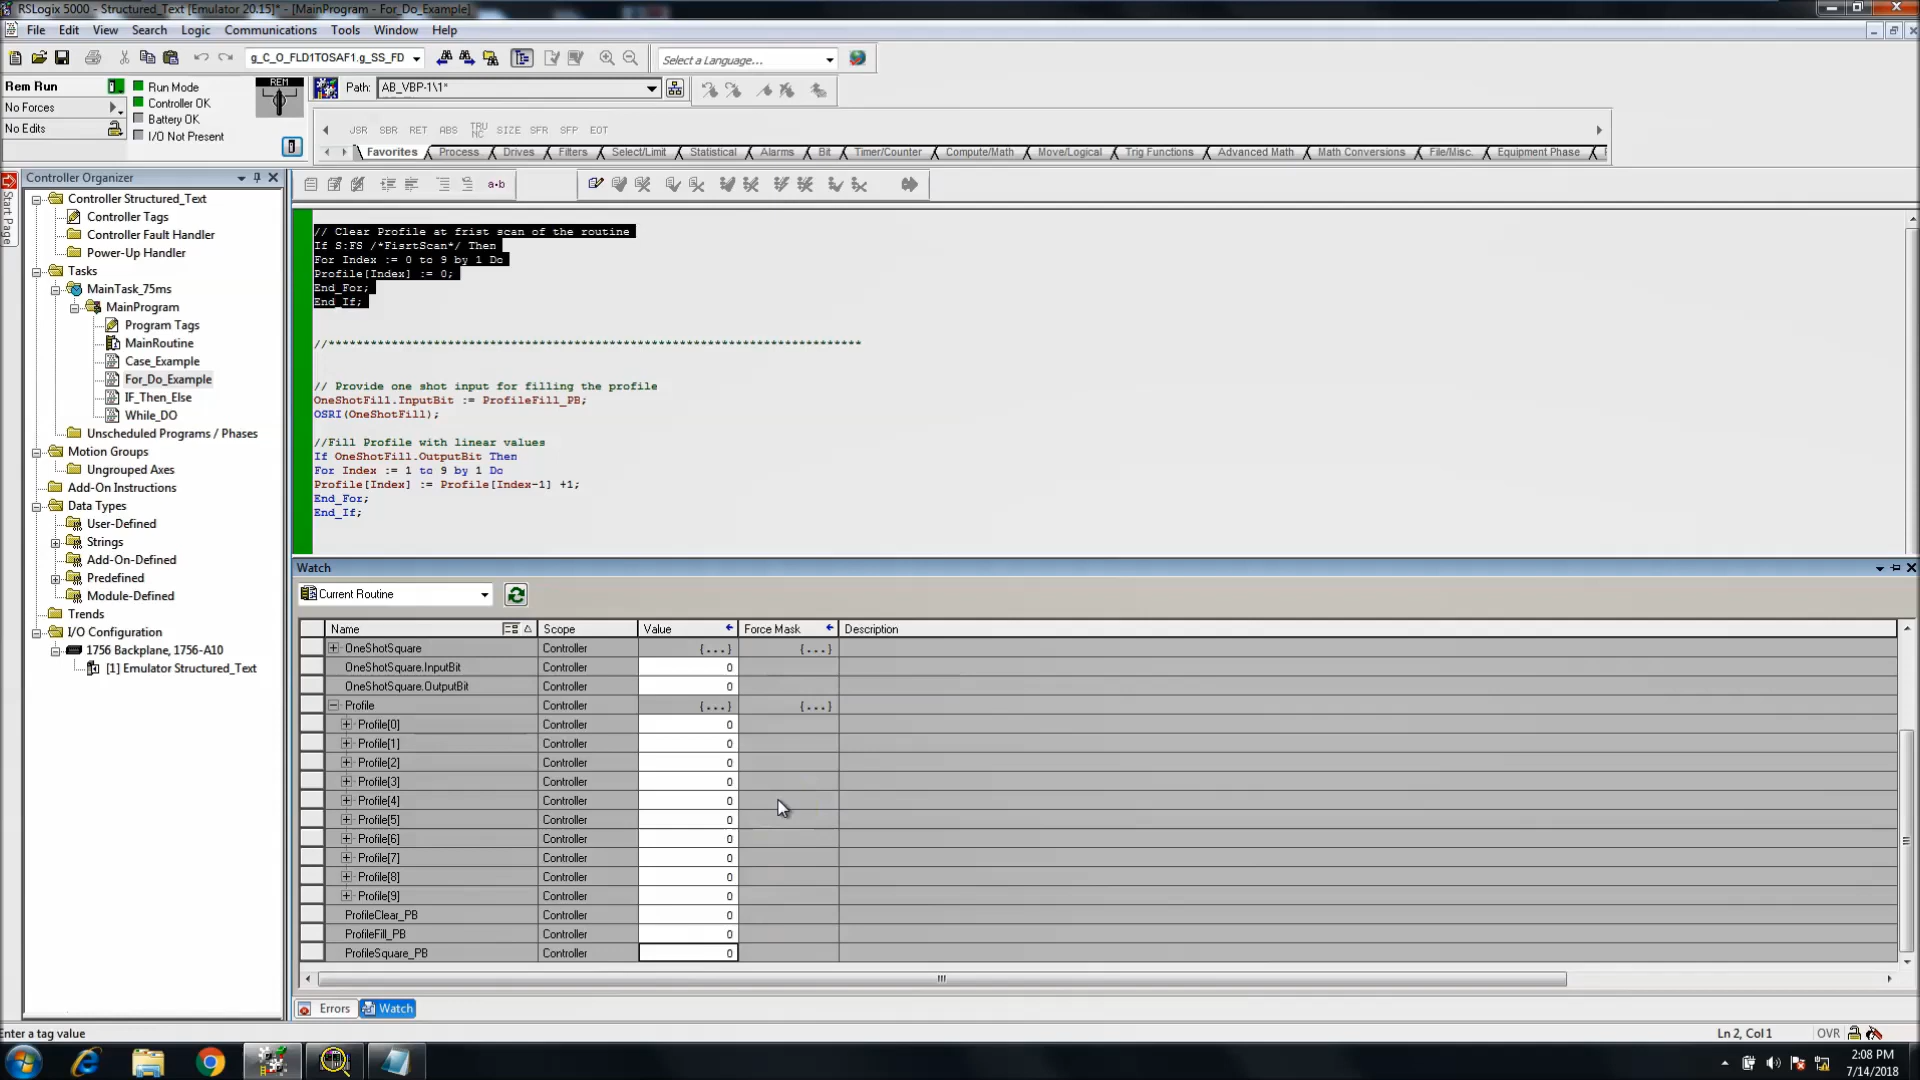 RSLogix 5000 - Structured_Text [Emulator 20.15]* - [MainProgram - For_Do_Example]
File Edit View Search Logic Communications Tools Window Help
g_C_O_FLD1TOSAF1.g_SS_FD
Select a Language...
Rem Run
Run Mode
REM
Path: AB_VBP-1\1*
No Forces
Controller OK
Battery OK
No Edits
I/O Not Present
JSR SBR RET ABS TRUNC SIZE SFR SFP EOT
Favorites Process Drives Filters Select/Limit Statistical Alarms Bit Timer/Counter Compute/Math Move/Logical Trig Functions Advanced Math Math Conversions File/Misc. Equipment Phase
Start Page
Controller Organizer
a-b
Controller Structured_Text
Controller Tags
Controller Fault Handler
Power-Up Handler
Tasks
MainTask_75ms
MainProgram
Program Tags
MainRoutine
Case_Example
For_Do_Example
IF_Then_Else
While_DO
Unscheduled Programs / Phases
Motion Groups
Ungrouped Axes
Add-On Instructions
Data Types
User-Defined
Strings
Add-On-Defined
Predefined
Module-Defined
Trends
I/O Configuration
1756 Backplane, 1756-A10
[1] Emulator Structured_Text
// Clear Profile at frist scan of the routine
If S:FS /*FisrtScan*/ Then
For Index := 0 to 9 by 1 Do
Profile[Index] := 0;
End_For;
End_If;
//****************************************************************************
// Provide one shot input for filling the profile
OneShotFill.InputBit := ProfileFill_PB;
OSRI(OneShotFill);
//Fill Profile with linear values
If OneShotFill.OutputBit Then
For Index := 1 to 9 by 1 Do
Profile[Index] := Profile[Index-1] +1;
End_For;
End_If;
Watch
Current Routine
Name Scope Value Force Mask Description
OneShotSquare Controller {...} {...}
OneShotSquare.InputBit Controller 0
OneShotSquare.OutputBit Controller 0
Profile Controller {...} {...}
Profile[0] Controller 0
Profile[1] Controller 0
Profile[2] Controller 0
Profile[3] Controller 0
Profile[4] Controller 0
Profile[5] Controller 0
Profile[6] Controller 0
Profile[7] Controller 0
Profile[8] Controller 0
Profile[9] Controller 0
ProfileClear_PB Controller 0
ProfileFill_PB Controller 0
ProfileSquare_PB Controller 0
Errors Watch
Enter a tag value
Ln 2, Col 1
OVR
2:08 PM
7/14/2018